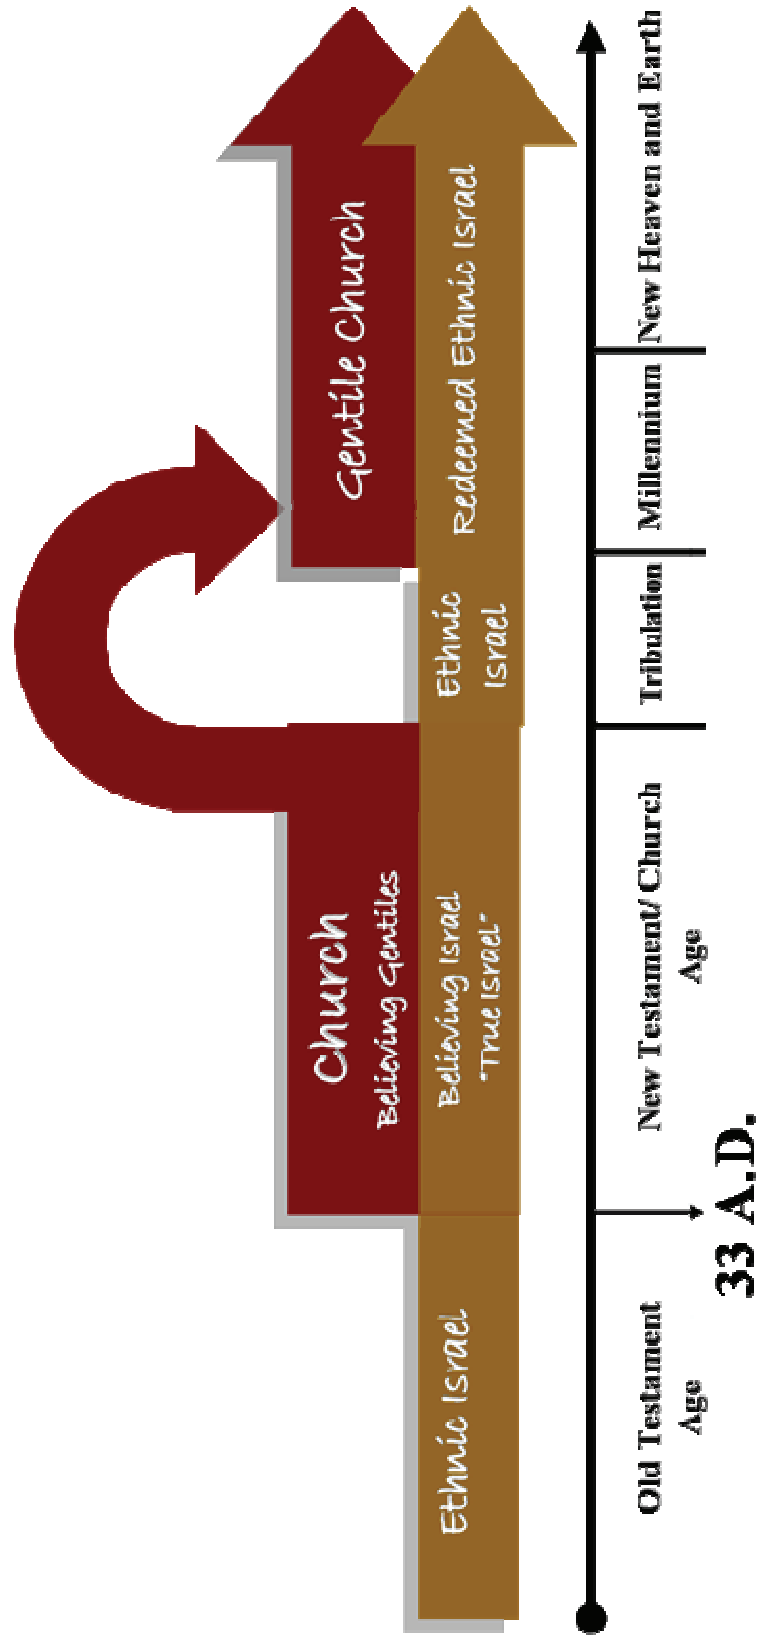 Gentile Church
Church
Believing Gentiles
Ethnic Israel
Believing Israel
"True Israel"
Ethnic
Israel
Redeemed Ethnic Israel
Old Testament
Age
New Testament/ Church
Age
Tribulation
Millennium
New Heaven and Earth
33 A.D.